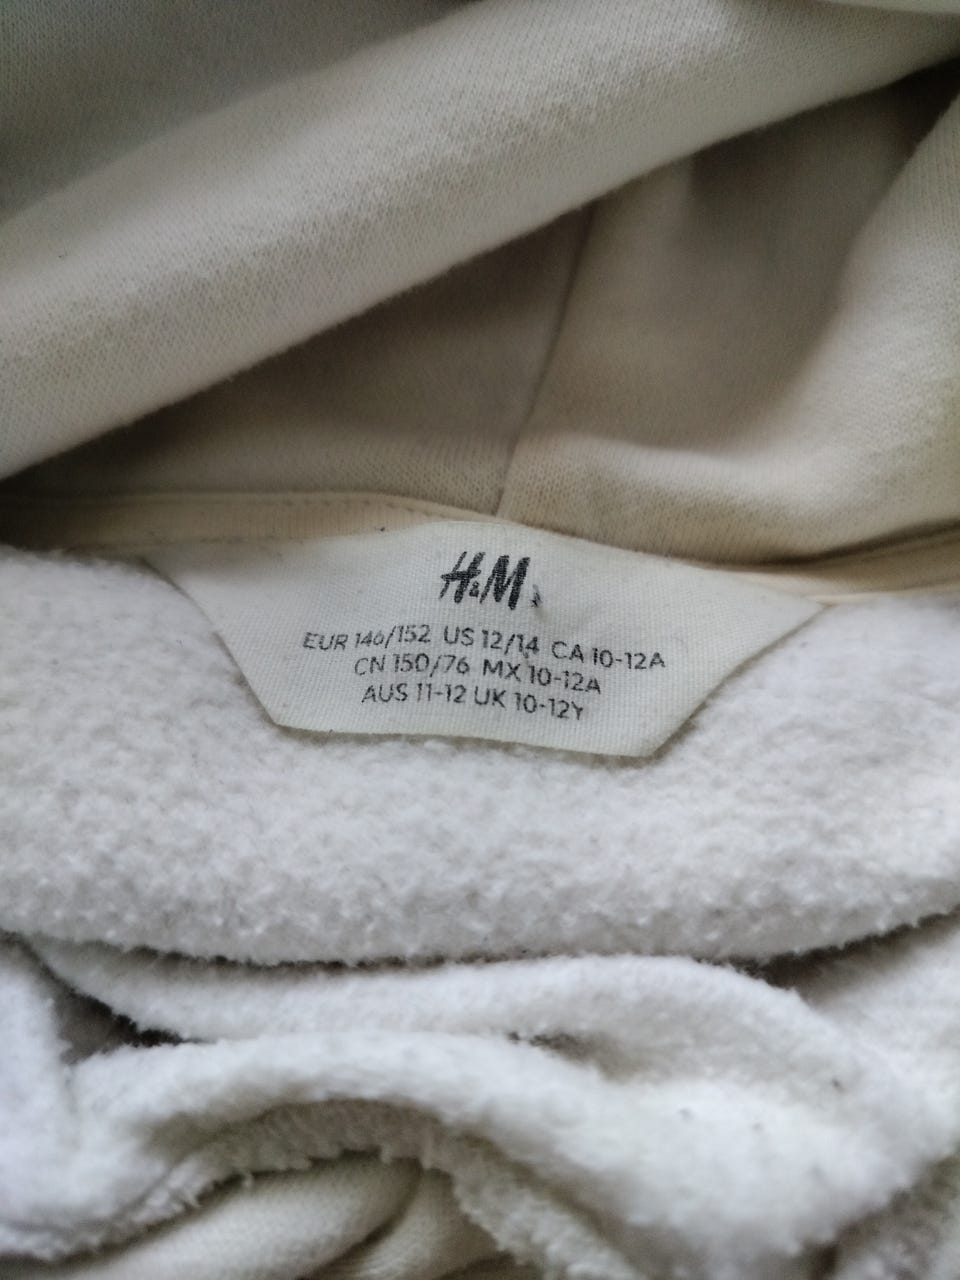 H&M
EUR 146/152 US 12/14 CA 10-12A
CN 150/76 MX 10-12A
AUS 11-12 UK 10-12Y